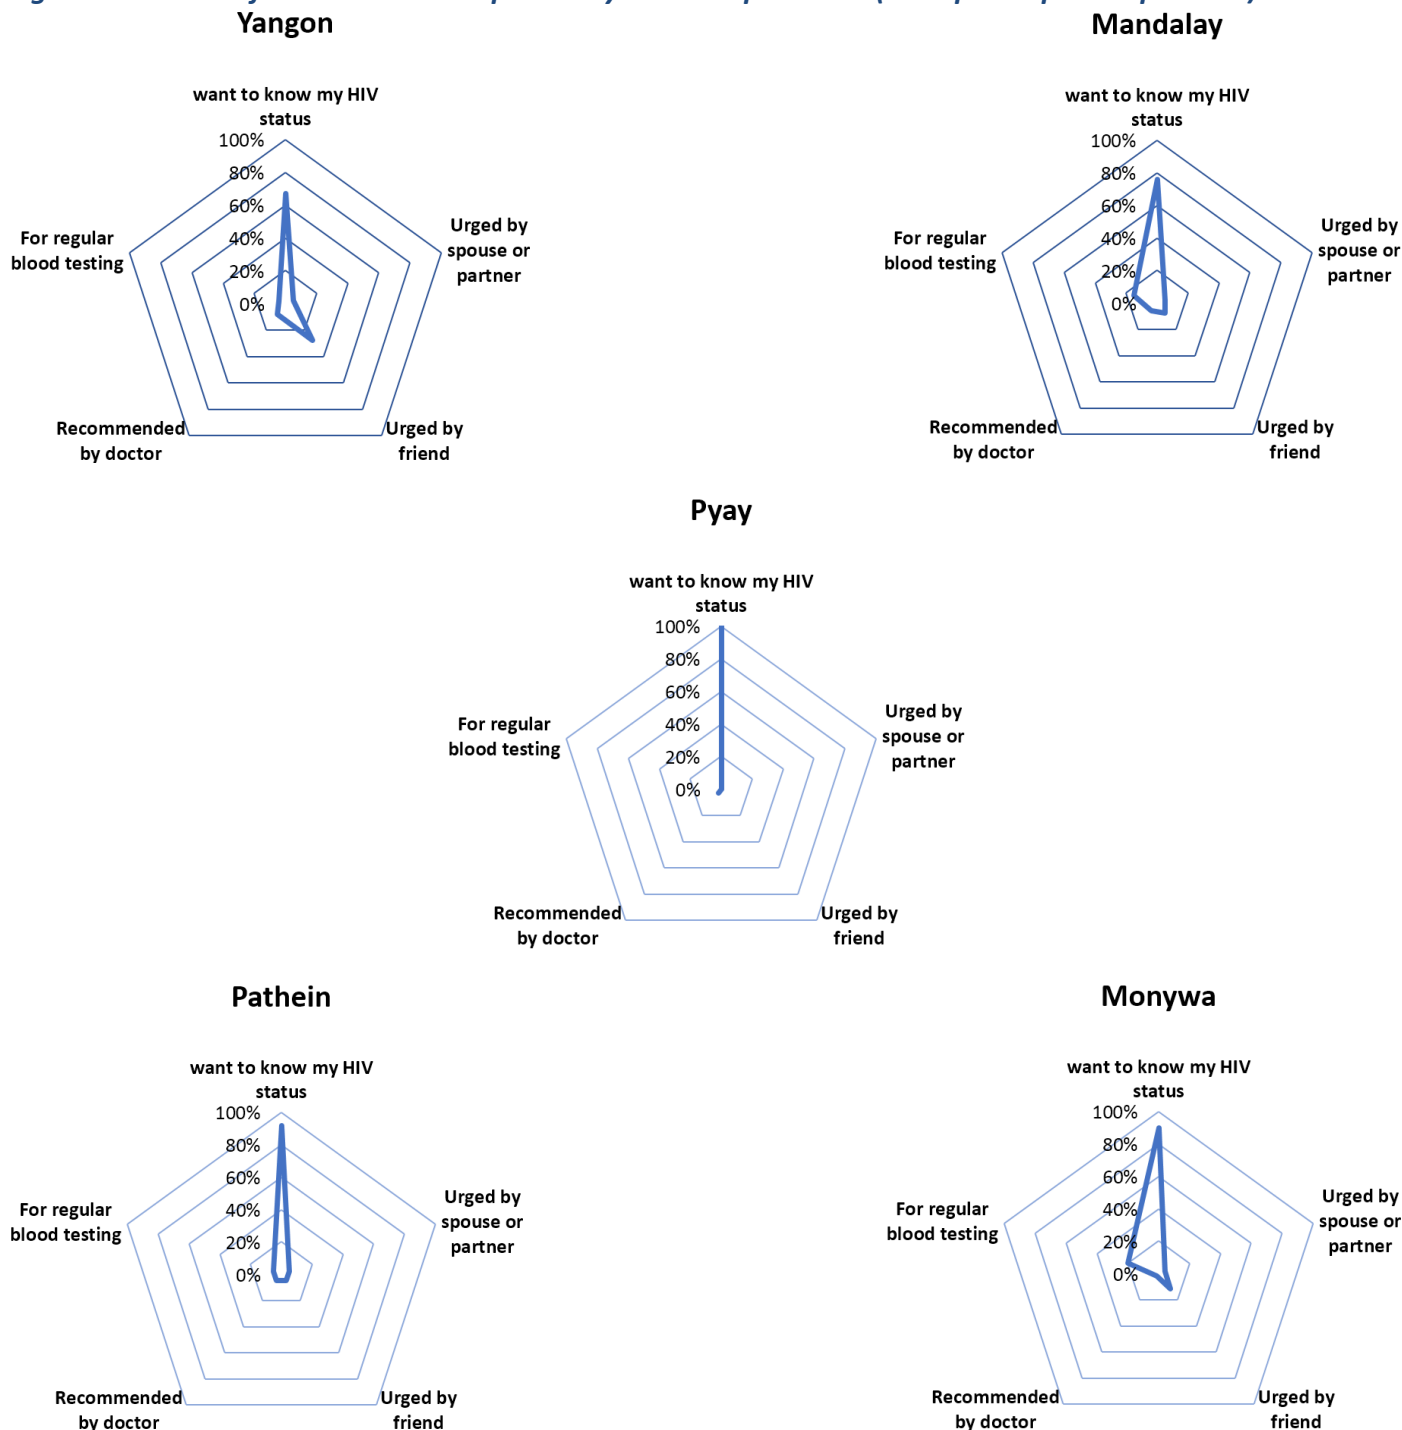 Yangon
want to know my HIV
status
100%
80%
60%
40%
20%
0%
Urged by
spouse or
partner
Urged by
friend
Recommended
by doctor
For regular
blood testing
Mandalay
want to know my HIV
status
100%
80%
60%
40%
20%
0%
Urged by
spouse or
partner
Urged by
friend
Recommended
by doctor
For regular
blood testing
Pyay
want to know my HIV
status
100%
80%
60%
40%
20%
0%
Urged by
spouse or
partner
Urged by
friend
Recommended
by doctor
For regular
blood testing
Pathein
want to know my HIV
status
100%
80%
60%
40%
20%
0%
Urged by
spouse or
partner
Urged by
friend
Recommended
by doctor
For regular
blood testing
Monywa
want to know my HIV
status
100%
80%
60%
40%
20%
0%
Urged by
spouse or
partner
Urged by
friend
Recommended
by doctor
For regular
blood testing